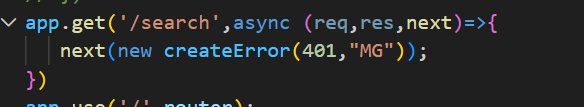 app.get('/search',async (req,res,next)=>{
next(new createError(401,"MG"));
})
app.use('/',router);